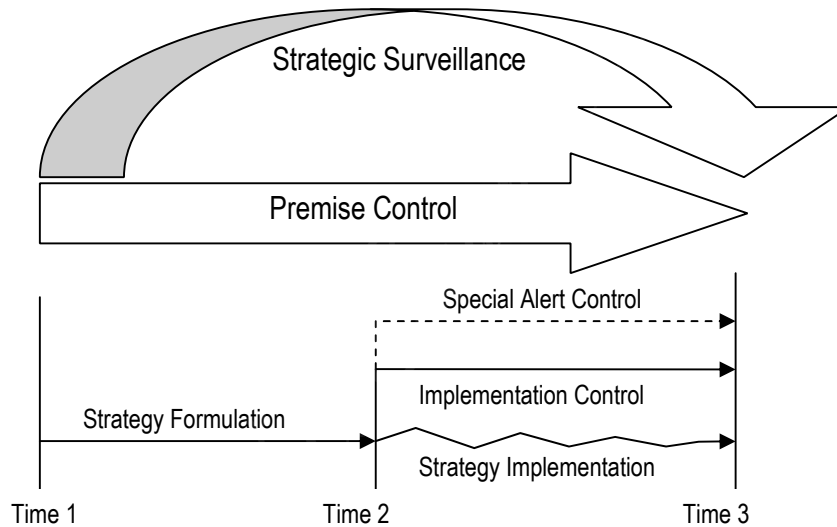 Strategic Surveillance
Premise Control
Special Alert Control
Implementation Control
Strategy Formulation
Strategy Implementation
Time 1
Time 2
Time 3